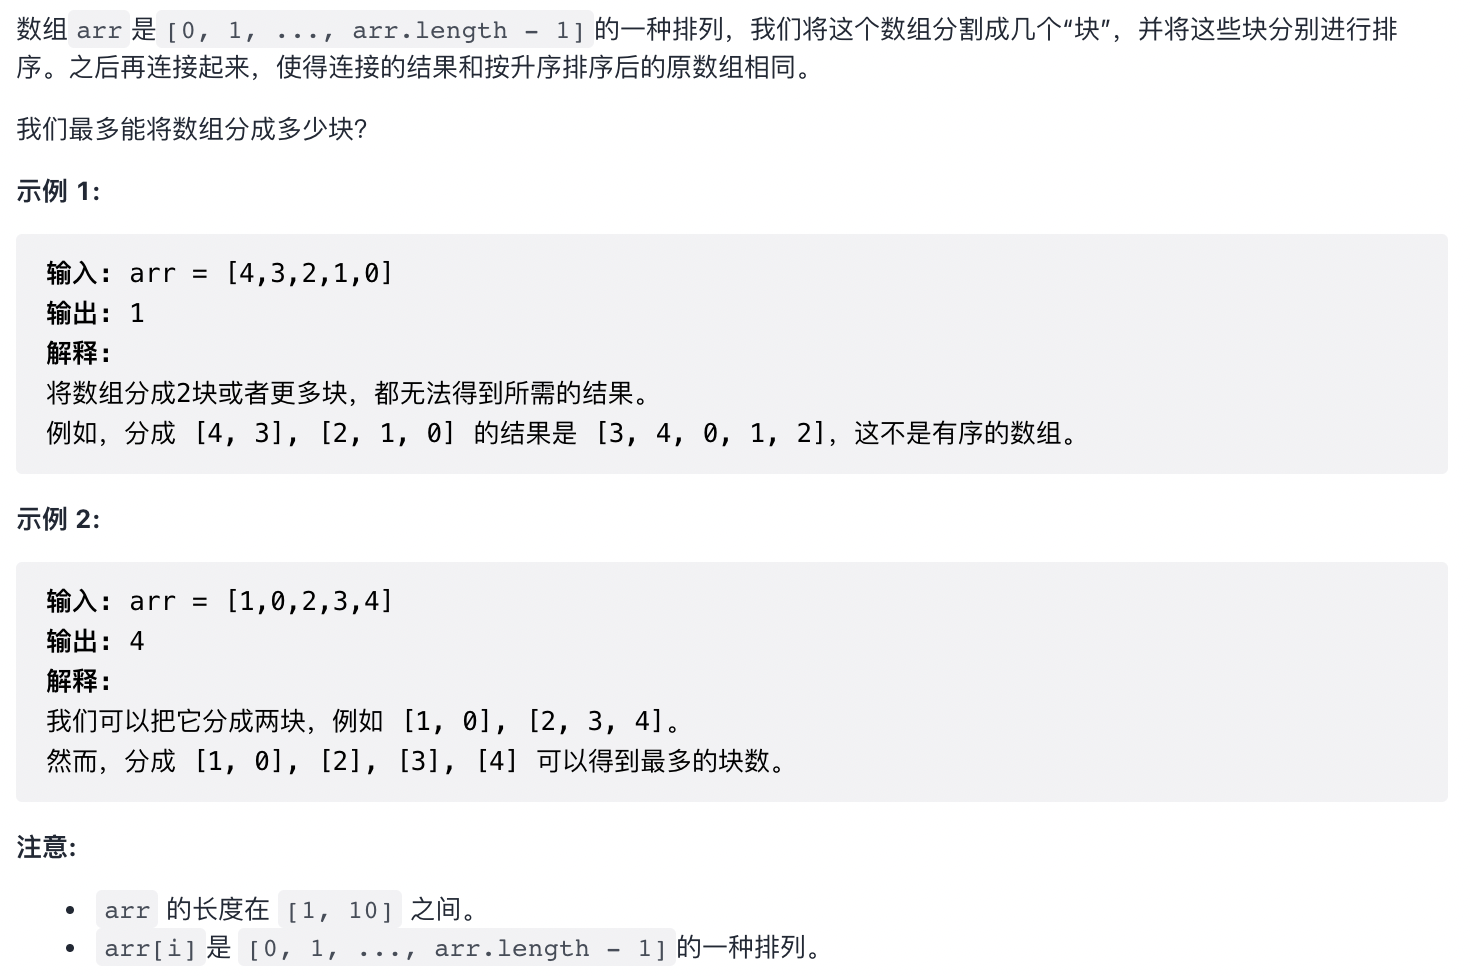 数组 arr 是 [0, 1, ..., arr.length - 1] 的一种排列，我们将这个数组分割成几个“块”，并将这些块分别进行排
序。之后再连接起来，使得连接的结果和按升序排序后的原数组相同。
我们最多能将数组分成多少块？
示例 1:
输入: arr = [4,3,2,1,0]
输出: 1
解释:
将数组分成2块或者更多块，都无法得到所需的结果。
例如，分成 [4, 3], [2, 1, 0] 的结果是 [3, 4, 0, 1, 2]，这不是有序的数组。
示例 2:
输入: arr = [1,0,2,3,4]
输出: 4
解释:
我们可以把它分成两块，例如 [1, 0], [2, 3, 4]。
然而，分成 [1, 0], [2], [3], [4] 可以得到最多的块数。
注意:
• arr 的长度在 [1, 10] 之间。
• arr[i] 是 [0, 1, ..., arr.length - 1] 的一种排列。